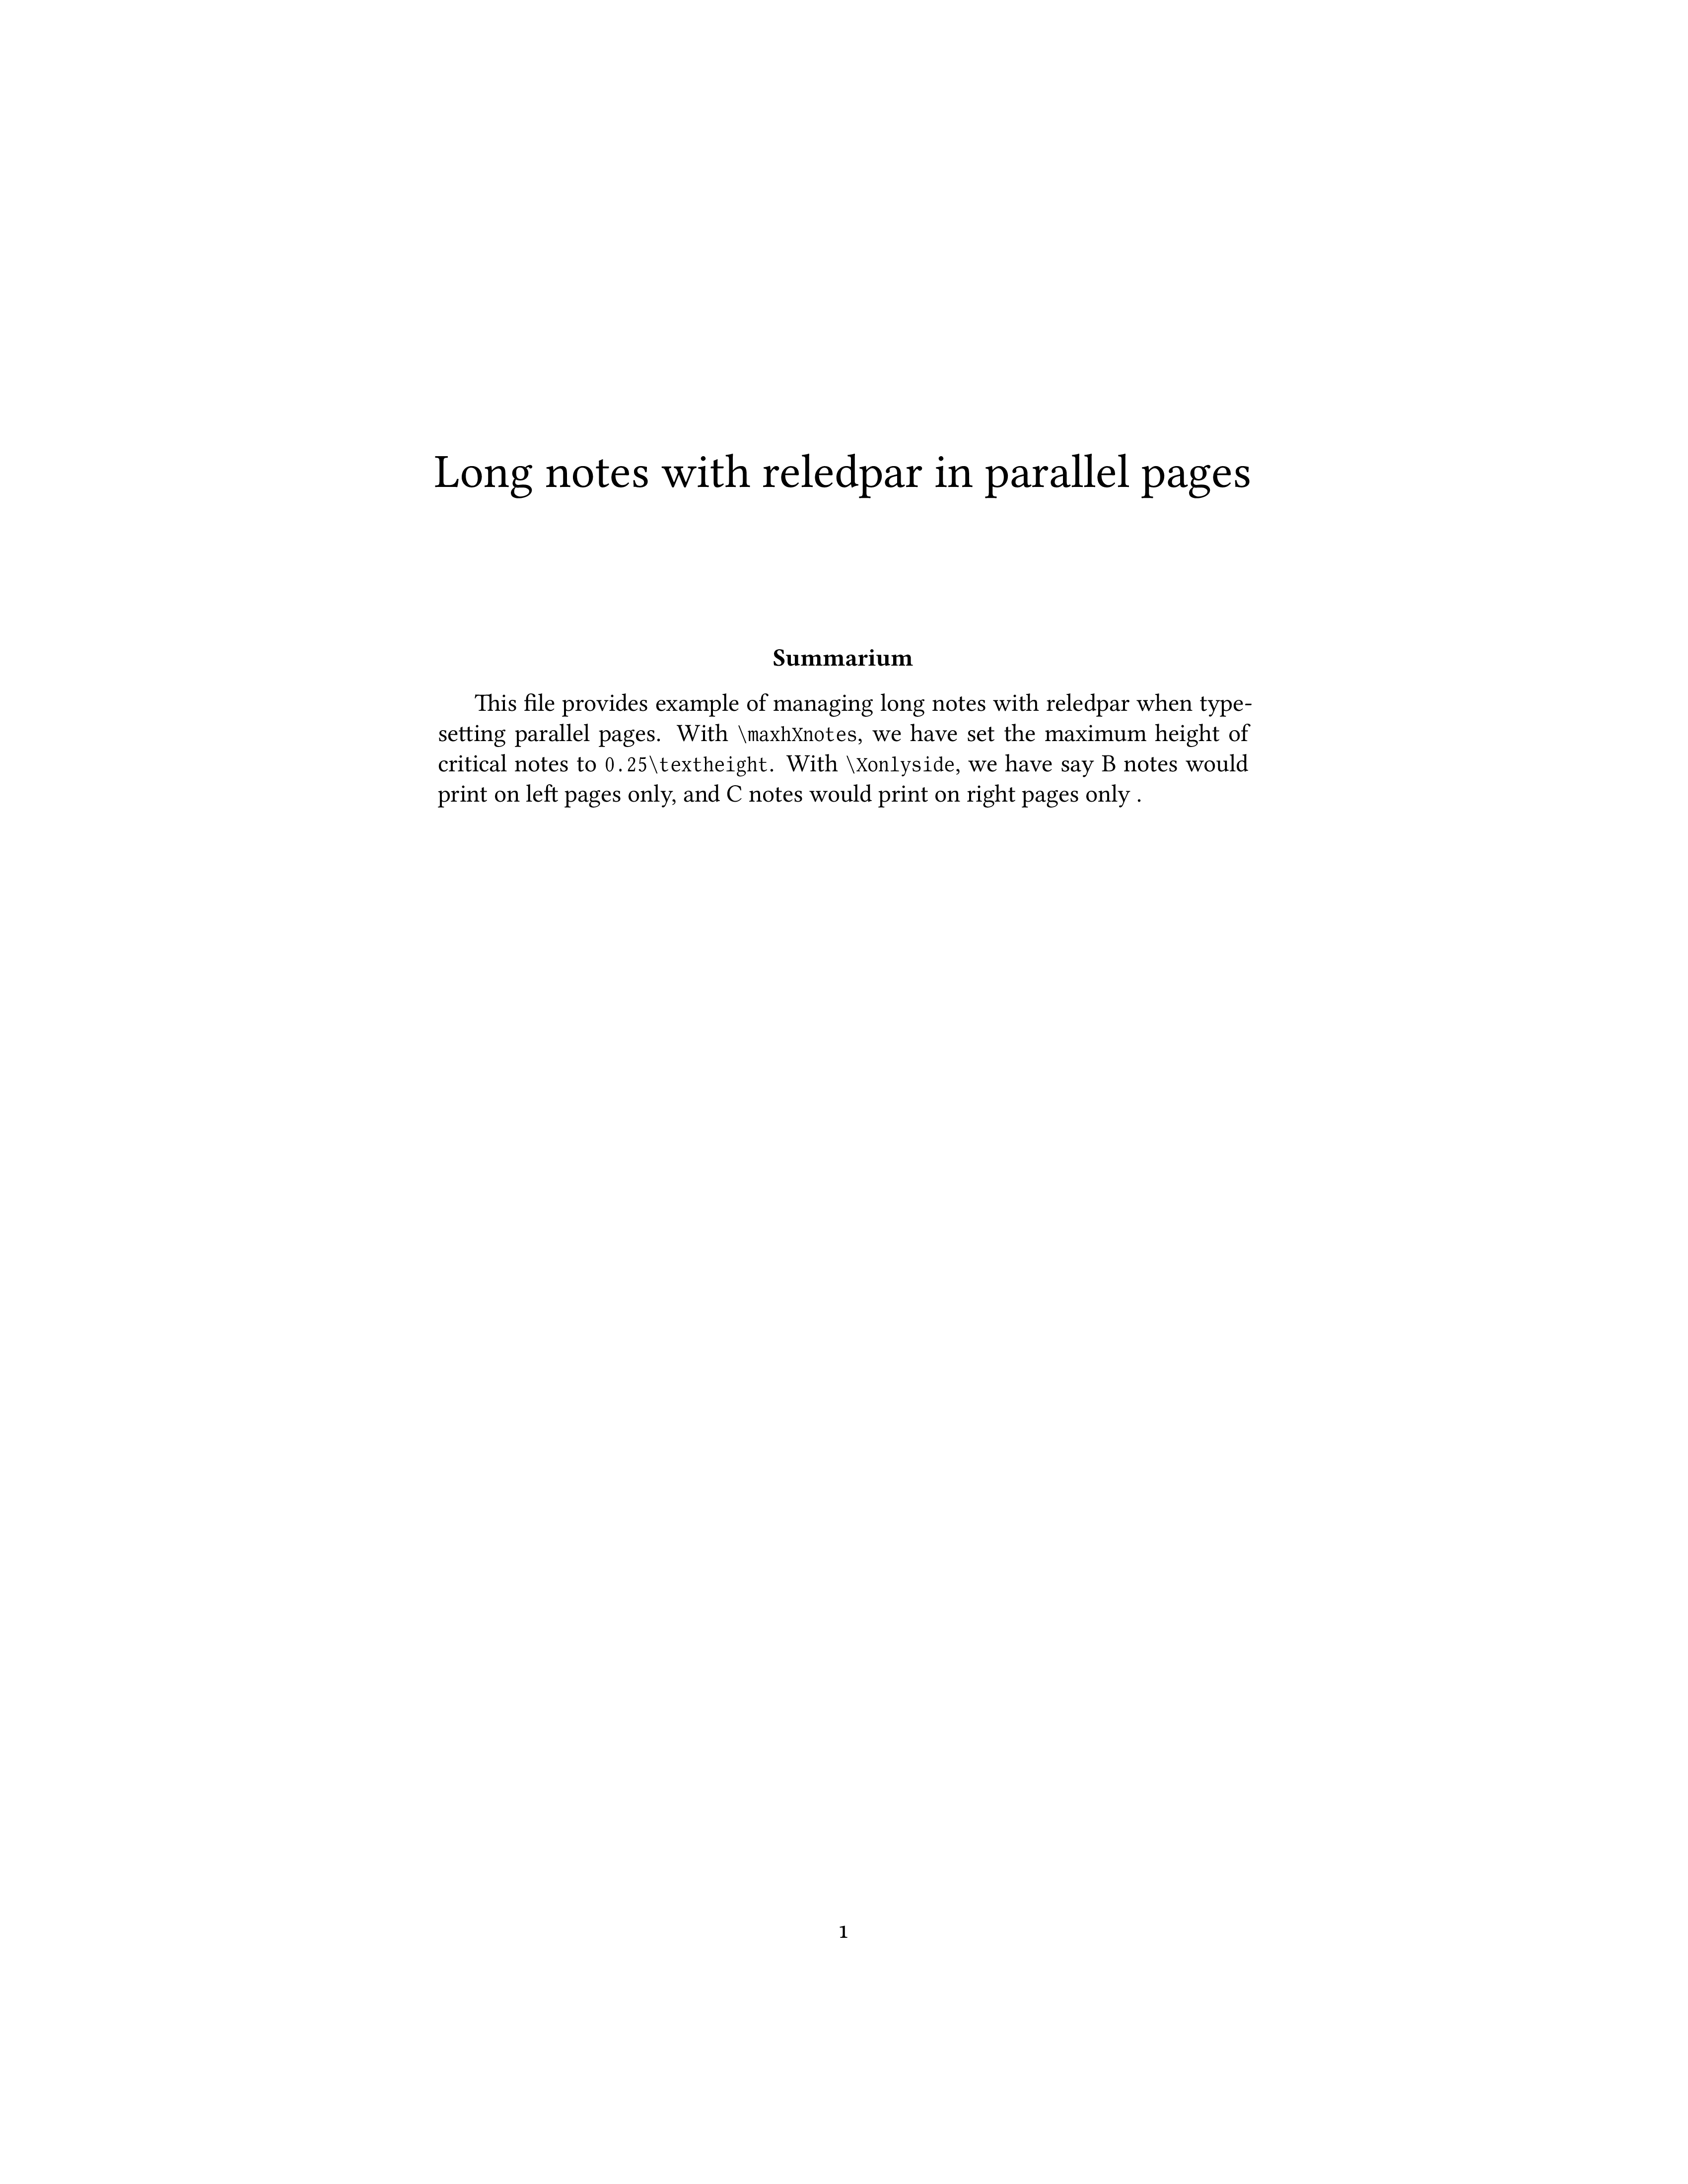 Long notes with reledpar in parallel pages
Summarium
This file provides example of managing long notes with reledpar when type-
setting parallel pages. With \maxhXnotes, we have set the maximum height of
critical notes to 0.25\textheight. With \Xonlyside, we have say B notes would
print on left pages only, and C notes would print on right pages only .
1